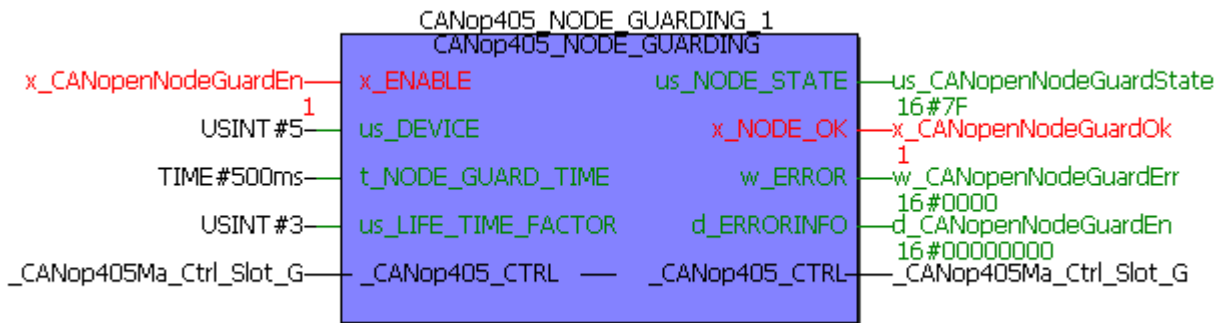 CANop405_NODE_GUARDING_1
CANop405_NODE_GUARDING
x_CANopenNodeGuardEn x_ENABLE us_NODE_STATE us_CANopenNodeGuardState
1 16#7F
USINT#5 us_DEVICE x_NODE_OK x_CANopenNodeGuardOk
1
TIME#500ms t_NODE_GUARD_TIME w_ERROR w_CANopenNodeGuardErr
16#0000
USINT#3 us_LIFE_TIME_FACTOR d_ERRORINFO d_CANopenNodeGuardEn
16#00000000
_CANop405Ma_Ctrl_Slot_G _CANop405_CTRL _CANop405_CTRL _CANop405Ma_Ctrl_Slot_G